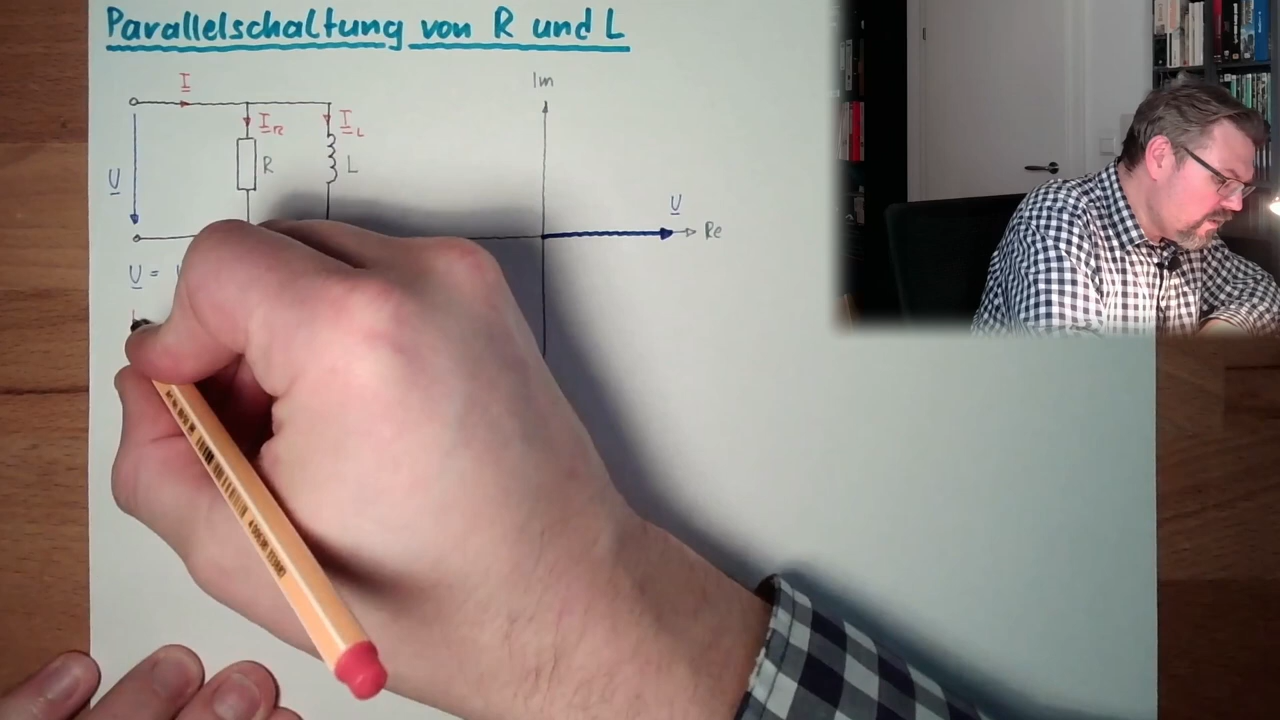 Parallelschaltung von R und L
I
I_R
I_L
R
L
U
U =
Im
U
Re